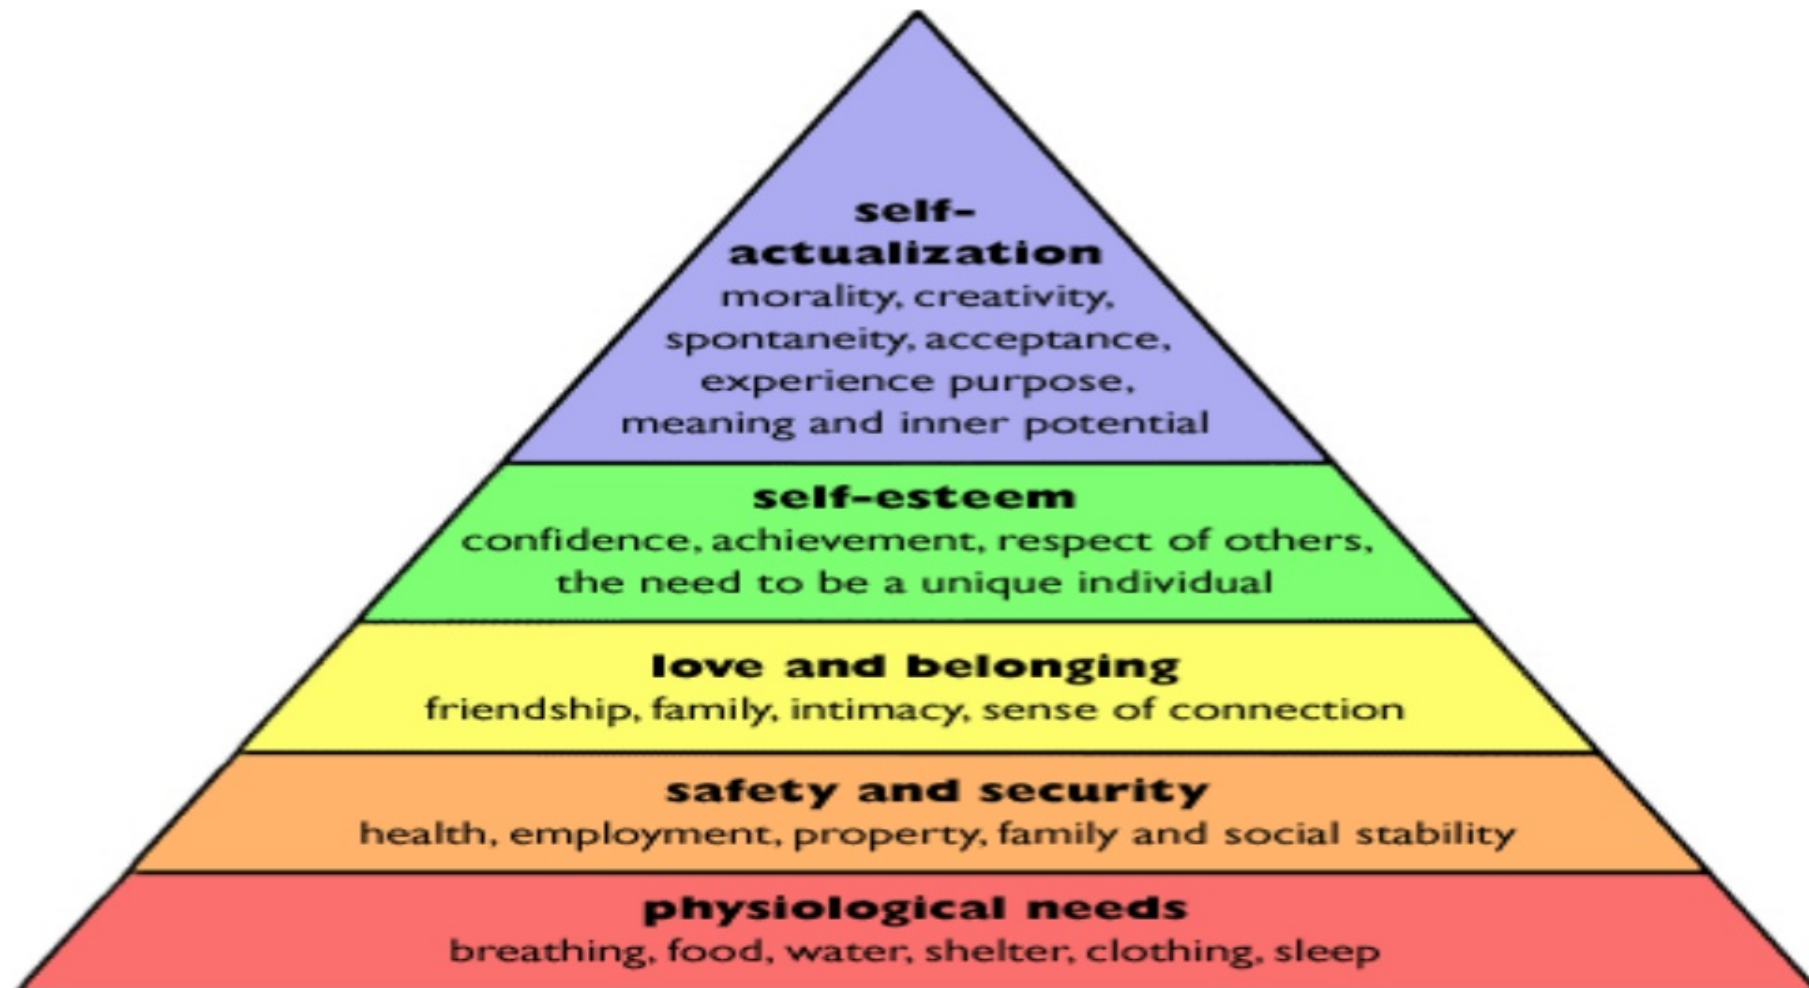 self-
actualization
morality, creativity,
spontaneity, acceptance,
experience purpose,
meaning and inner potential
self-esteem
confidence, achievement, respect of others,
the need to be a unique individual
love and belonging
friendship, family, intimacy, sense of connection
safety and security
health, employment, property, family and social stability
physiological needs
breathing, food, water, shelter, clothing, sleep